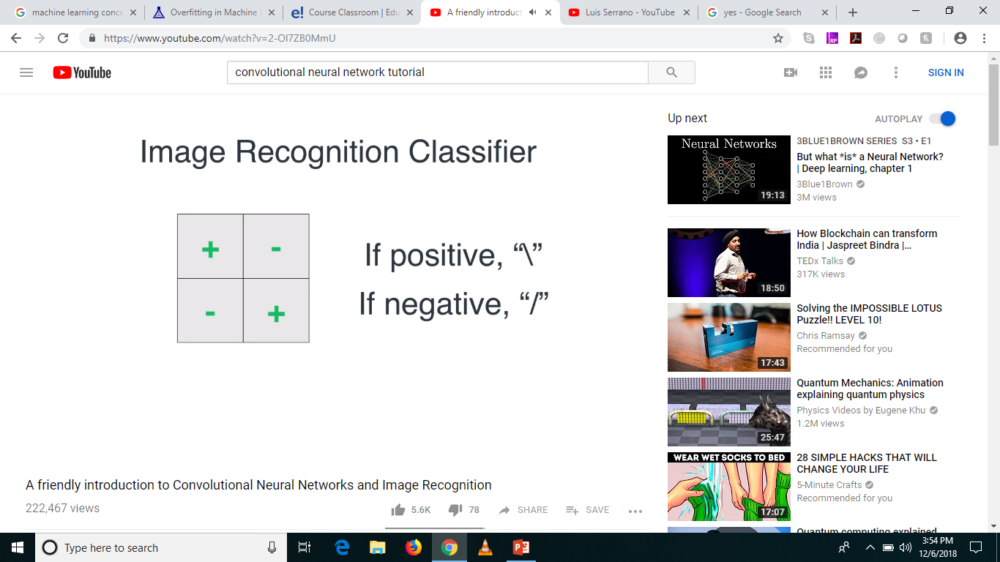 machine learning conce
Overfitting in Machine
Course Classroom | Edu
A friendly introduct
Luis Serrano - YouTube
yes - Google Search
https://www.youtube.com/watch?v=2-OI7ZB0MmU
YouTube
convolutional neural network tutorial
SIGN IN
Image Recognition Classifier
+ -
- +
If positive, “\”
If negative, “/”
A friendly introduction to Convolutional Neural Networks and Image Recognition
222,467 views
5.6K 78 SHARE SAVE
Up next
AUTOPLAY
Neural Networks
19:13
3BLUE1BROWN SERIES S3 • E1
But what *is* a Neural Network?
| Deep learning, chapter 1
3Blue1Brown
3M views
18:50
How Blockchain can transform
India | Jaspreet Bindra |...
TEDx Talks
317K views
17:43
Solving the IMPOSSIBLE LOTUS
Puzzle!! LEVEL 10!
Chris Ramsay
Recommended for you
25:47
Quantum Mechanics: Animation
explaining quantum physics
Physics Videos by Eugene Khu
1.2M views
WEAR WET SOCKS TO BED
17:07
28 SIMPLE HACKS THAT WILL
CHANGE YOUR LIFE
5-Minute Crafts
Recommended for you
Quantum computing explained
Type here to search
3:54 PM
12/6/2018